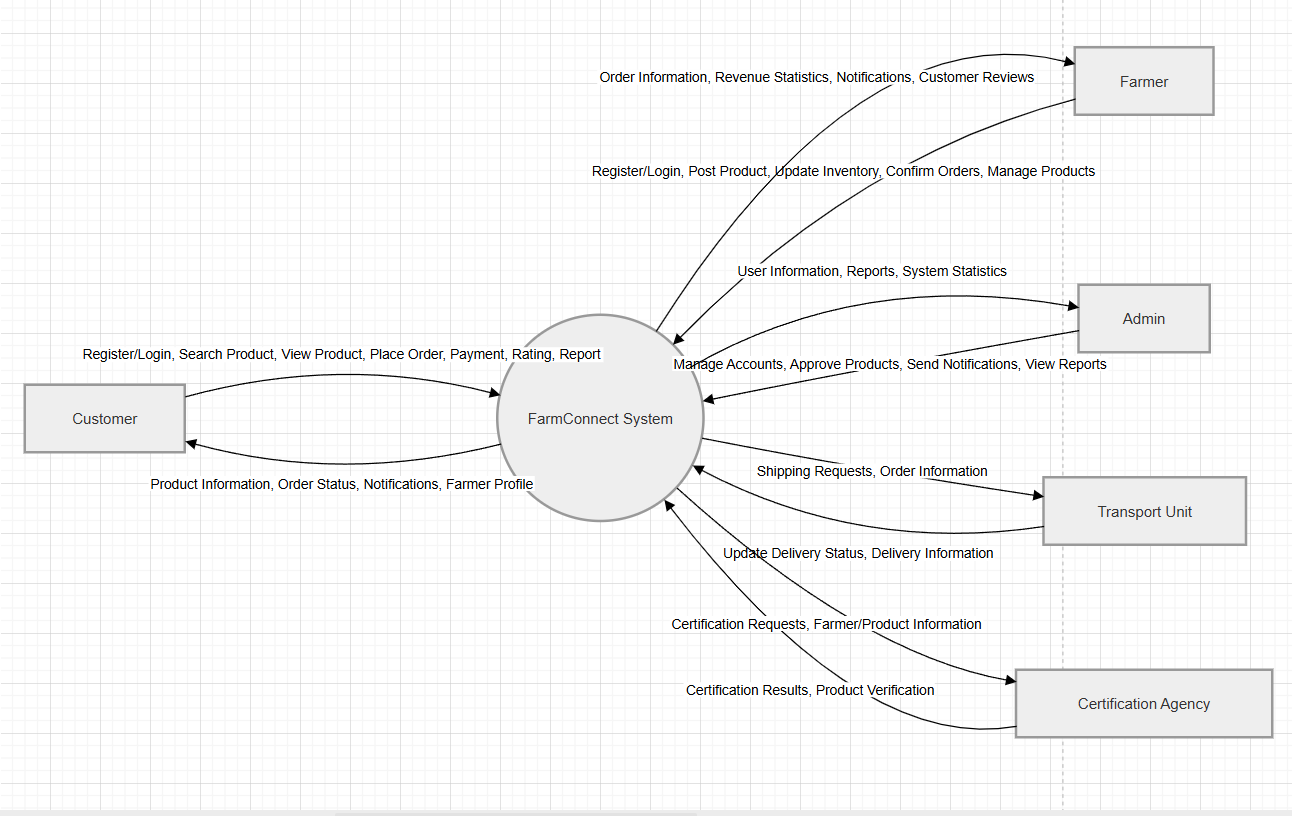 Order Information, Revenue Statistics, Notifications, Customer Reviews
Farmer
Register/Login, Post Product, Update Inventory, Confirm Orders, Manage Products
User Information, Reports, System Statistics
Admin
Register/Login, Search Product, View Product, Place Order, Payment, Rating, Report
Manage Accounts, Approve Products, Send Notifications, View Reports
Customer
FarmConnect System
Shipping Requests, Order Information
Product Information, Order Status, Notifications, Farmer Profile
Transport Unit
Update Delivery Status, Delivery Information
Certification Requests, Farmer/Product Information
Certification Results, Product Verification
Certification Agency